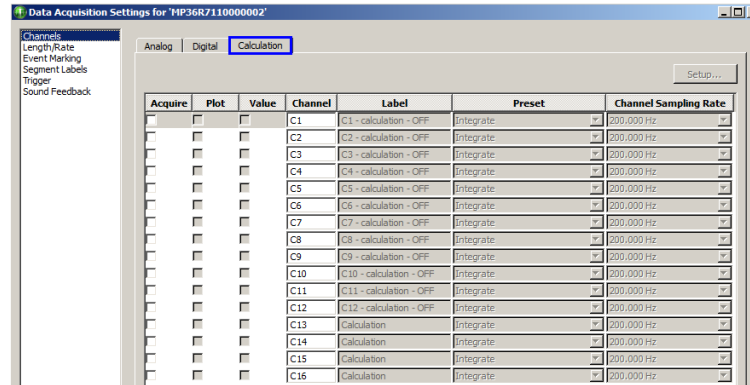 Data Acquisition Settings for 'MP36R7110000002'
Channels
Length/Rate
Event Marking
Segment Labels
Trigger
Sound Feedback
Analog Digital Calculation
Setup...
Acquire Plot Value Channel Label Preset Channel Sampling Rate
C1 C1 - calculation - OFF Integrate 200.000 Hz
C2 C2 - calculation - OFF Integrate 200.000 Hz
C3 C3 - calculation - OFF Integrate 200.000 Hz
C4 C4 - calculation - OFF Integrate 200.000 Hz
C5 C5 - calculation - OFF Integrate 200.000 Hz
C6 C6 - calculation - OFF Integrate 200.000 Hz
C7 C7 - calculation - OFF Integrate 200.000 Hz
C8 C8 - calculation - OFF Integrate 200.000 Hz
C9 C9 - calculation - OFF Integrate 200.000 Hz
C10 C10 - calculation - OFF Integrate 200.000 Hz
C11 C11 - calculation - OFF Integrate 200.000 Hz
C12 C12 - calculation - OFF Integrate 200.000 Hz
C13 Calculation Integrate 200.000 Hz
C14 Calculation Integrate 200.000 Hz
C15 Calculation Integrate 200.000 Hz
C16 Calculation Integrate 200.000 Hz